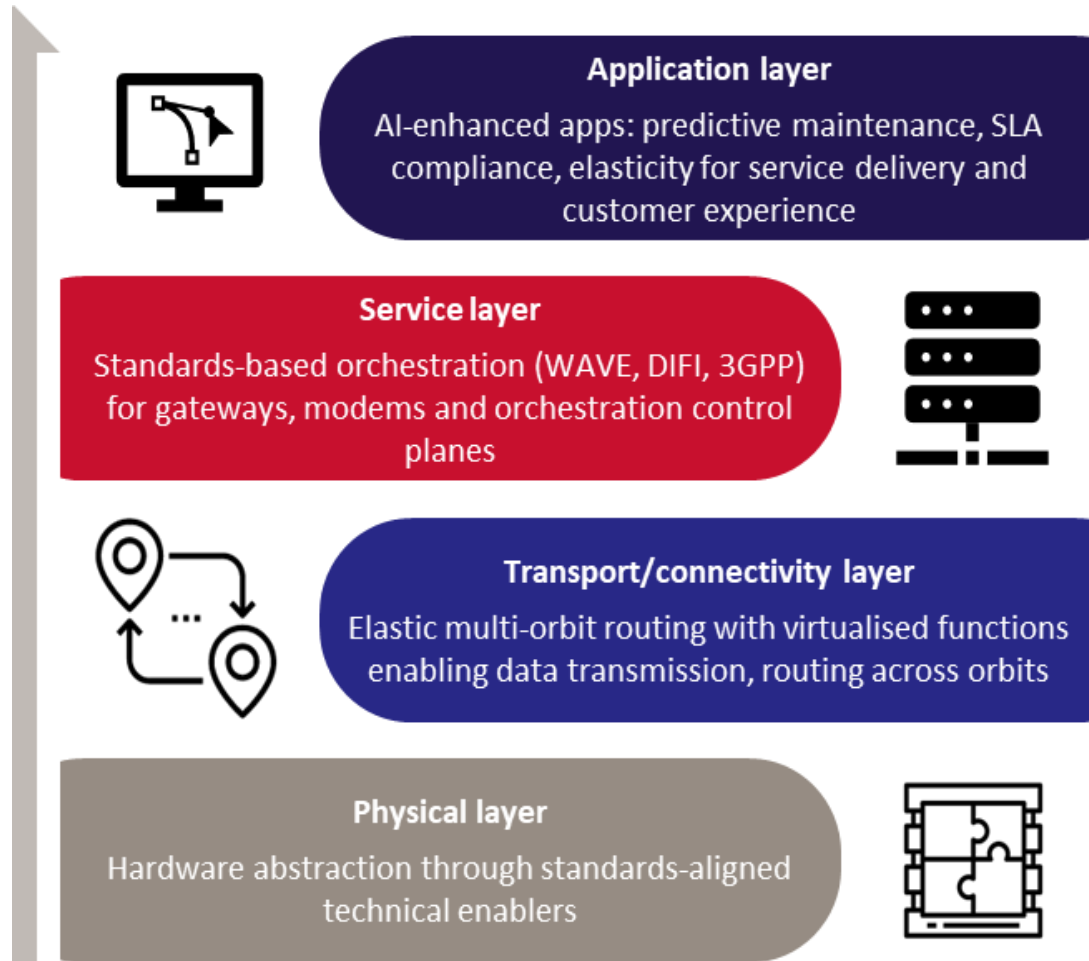 Application layer
AI-enhanced apps: predictive maintenance, SLA
compliance, elasticity for service delivery and
customer experience
Service layer
Standards-based orchestration (WAVE, DIFI, 3GPP)
for gateways, modems and orchestration control
planes
Transport/connectivity layer
Elastic multi-orbit routing with virtualised functions
enabling data transmission, routing across orbits
Physical layer
Hardware abstraction through standards-aligned
technical enablers